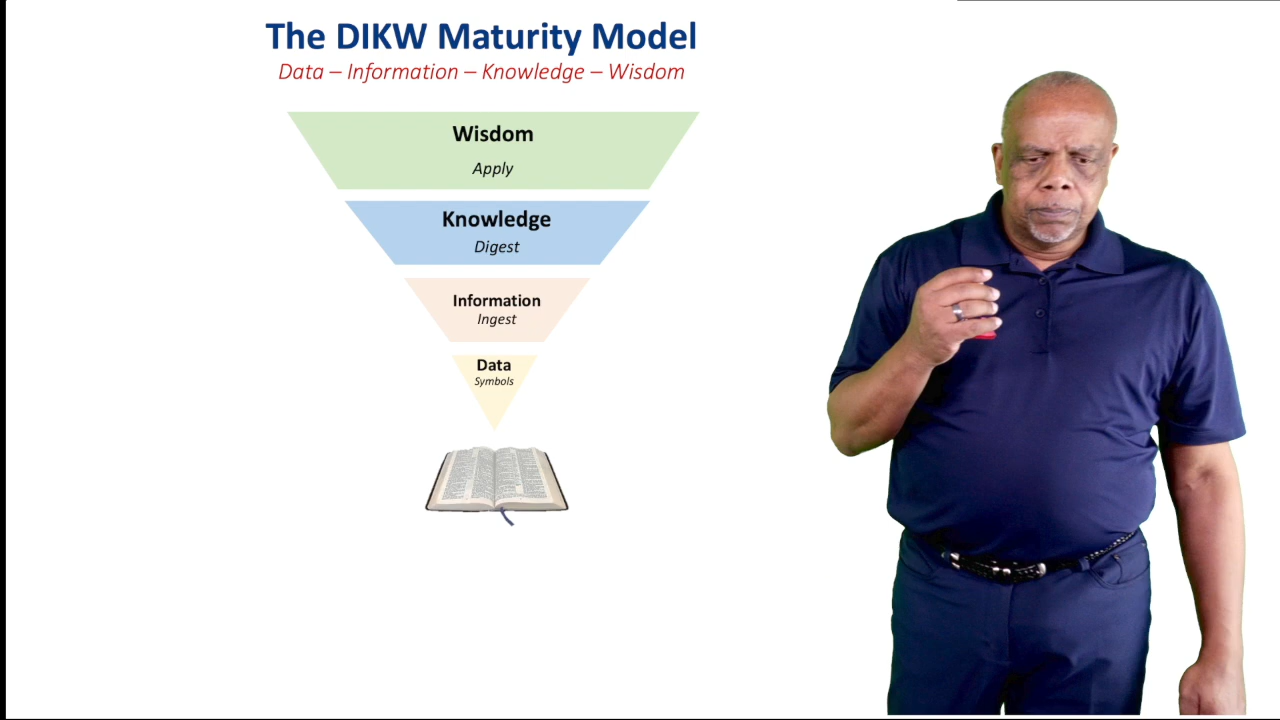 The DIKW Maturity Model
Data – Information – Knowledge – Wisdom
Wisdom
Apply
Knowledge
Digest
Information
Ingest
Data
Symbols